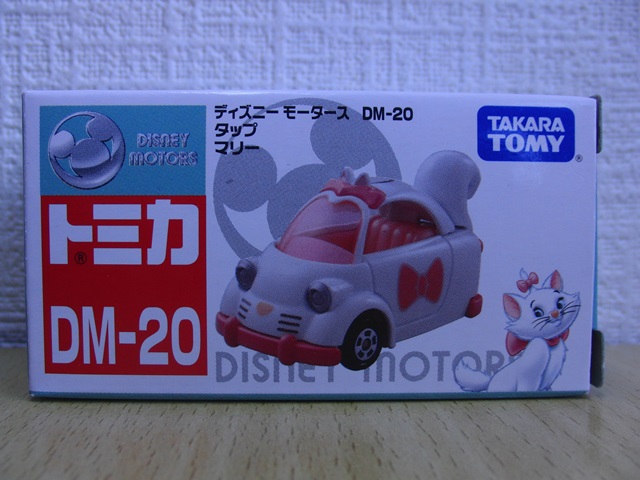 DISNEY
MOTORS
トミカ
®
DM-20
ディズニー モータース DM-20
タップ
マリー
TAKARA
TOMY
®
DISNEY MOTOR